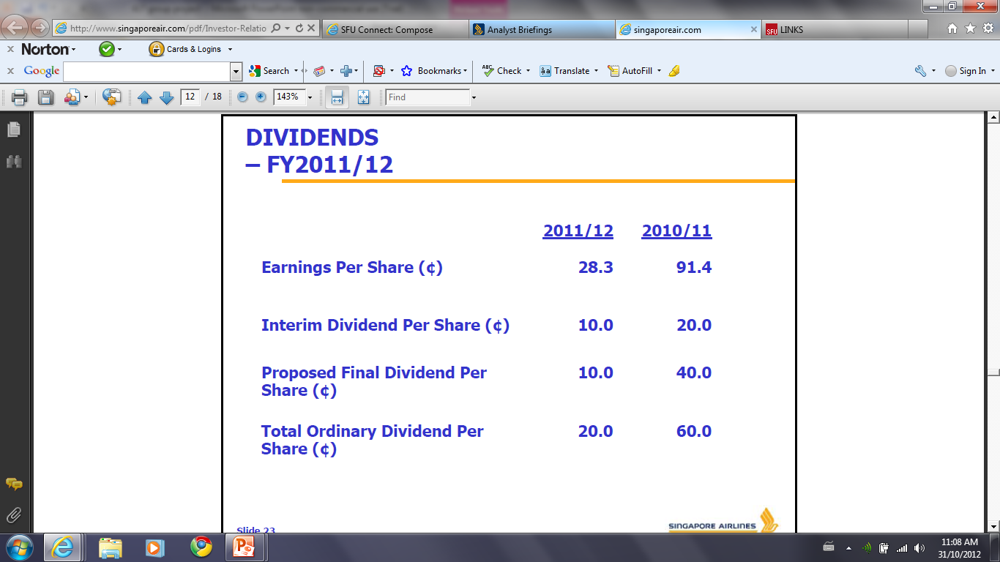 http://www.singaporeair.com/pdf/Investor-Relatio
SFU Connect: Compose
Analyst Briefings
singaporeair.com
SFU LINKS
x Norton
Cards & Logins
x Google
Search
Bookmarks
ABC Check
aā Translate
AutoFill
Sign In
12 / 18
143%
Find
DIVIDENDS
– FY2011/12
2011/12 2010/11
Earnings Per Share (¢) 28.3 91.4
Interim Dividend Per Share (¢) 10.0 20.0
Proposed Final Dividend Per
Share (¢) 10.0 40.0
Total Ordinary Dividend Per
Share (¢) 20.0 60.0
Slide 23
SINGAPORE AIRLINES
11:08 AM
31/10/2012